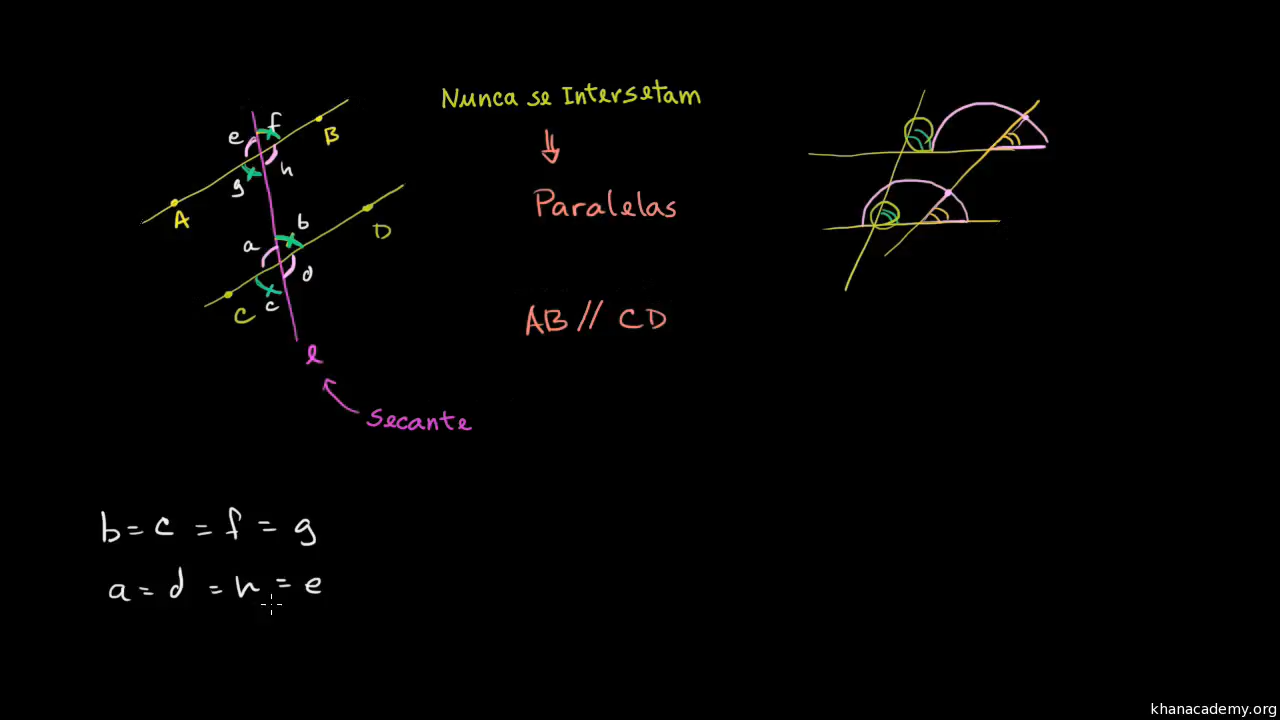 Nunca se Intersetam
Paralelas
AB // CD
e
f
B
g
h
A
a
b
D
d
C
c
l
Secante
b = c = f = g
a = d = h = e
khanacademy.org